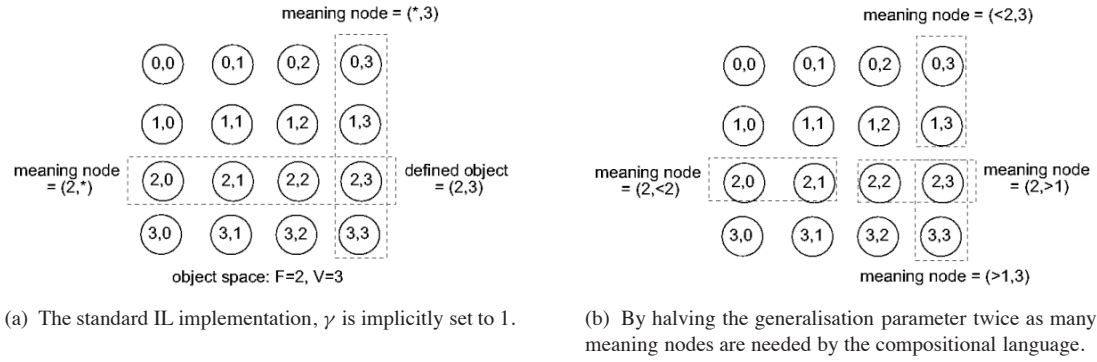 meaning node = (*,3)
0,0 0,1 0,2 0,3
1,0 1,1 1,2 1,3
meaning node
= (2,*)
2,0 2,1 2,2 2,3
defined object
= (2,3)
3,0 3,1 3,2 3,3
object space: F=2, V=3
(a) The standard IL implementation, γ is implicitly set to 1.
meaning node = (<2,3)
0,0 0,1 0,2 0,3
1,0 1,1 1,2 1,3
meaning node
= (2,<2)
2,0 2,1 2,2 2,3
meaning node
= (2,>1)
3,0 3,1 3,2 3,3
meaning node = (>1,3)
(b) By halving the generalisation parameter twice as many
meaning nodes are needed by the compositional language.